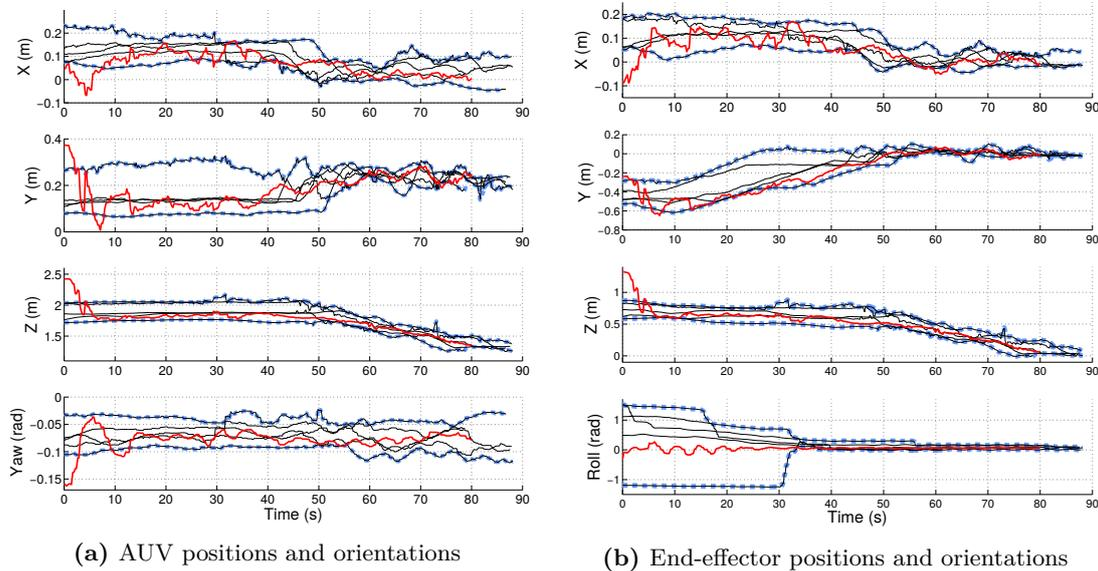 X (m)
0.2
0.1
0
−0.1
0 10 20 30 40 50 60 70 80 90
Y (m)
0.4
0.2
0
0 10 20 30 40 50 60 70 80 90
Z (m)
2.5
2
1.5
0 10 20 30 40 50 60 70 80 90
Yaw (rad)
0
−0.05
−0.1
−0.15
0 10 20 30 40 50 60 70 80 90
Time (s)
(a) AUV positions and orientations
X (m)
0.2
0.1
0
−0.1
0 10 20 30 40 50 60 70 80 90
Y (m)
0.2
0
−0.2
−0.4
−0.6
−0.8
0 10 20 30 40 50 60 70 80 90
Z (m)
1
0.5
0
0 10 20 30 40 50 60 70 80 90
Roll (rad)
1
0
−1
0 10 20 30 40 50 60 70 80 90
Time (s)
(b) End-effector positions and orientations